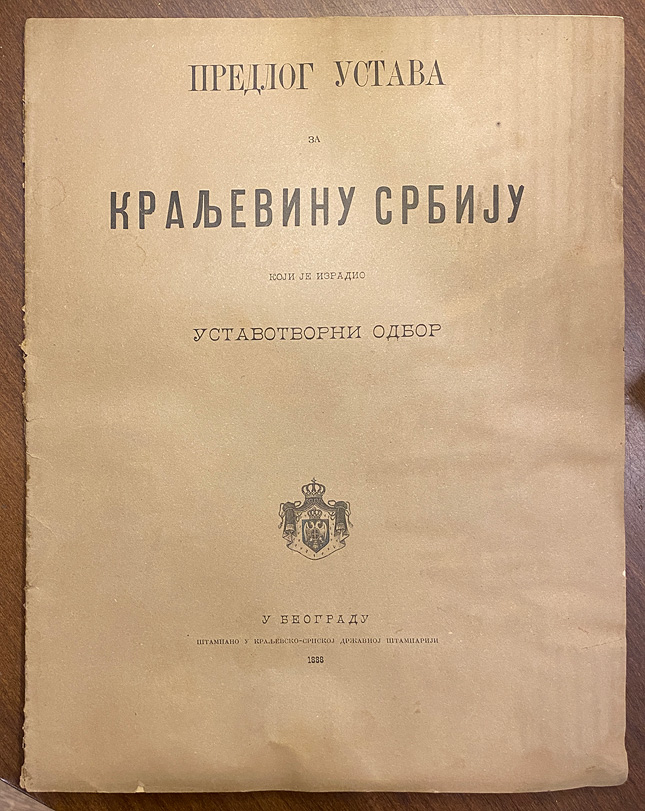 ПРЕДЛОГ УСТАВА
ЗА
КРАЉЕВИНУ СРБИЈУ
КОЈИ ЈЕ ИЗРАДИО
УСТАВОТВОРНИ ОДБОР
У БЕОГРАДУ
ШТАМПАНО У КРАЉЕВСКО-СРПСКОЈ ДРЖАВНОЈ ШТАМПАРИЈИ
1888